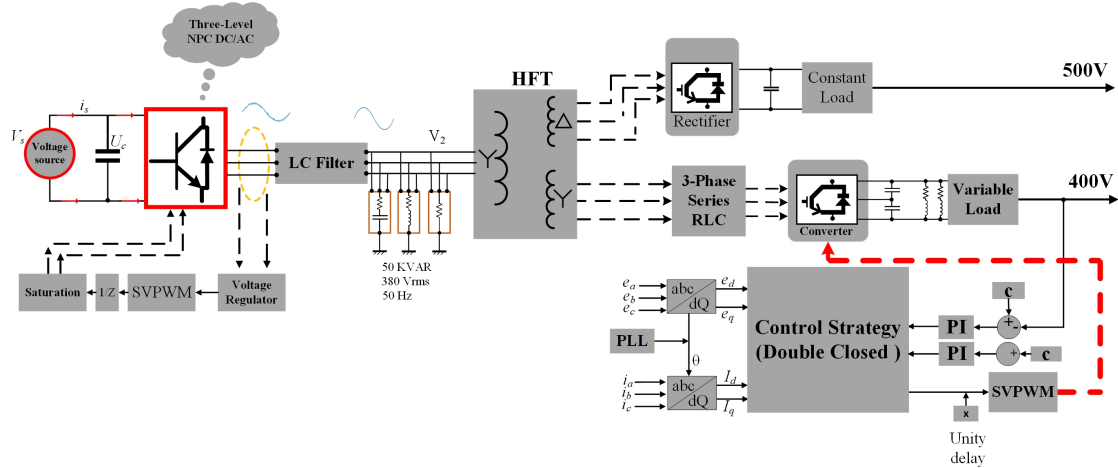 Three-Level
NPC DC/AC
i_s
V_s
Voltage
source
U_c
LC Filter
V_2
50 KVAR
380 Vrms
50 Hz
Saturation
1/Z
SVPWM
Voltage
Regulator
HFT
Y
Δ
Y
Rectifier
Constant
Load
500V
3-Phase
Series
RLC
Converter
Variable
Load
400V
e_a
e_b
e_c
abc
dQ
e_d
e_q
PLL
θ
i_a
i_b
i_c
abc
dQ
I_d
I_q
Control Strategy
(Double Closed )
c
PI
+
-
PI
+
c
SVPWM
x
Unity
delay